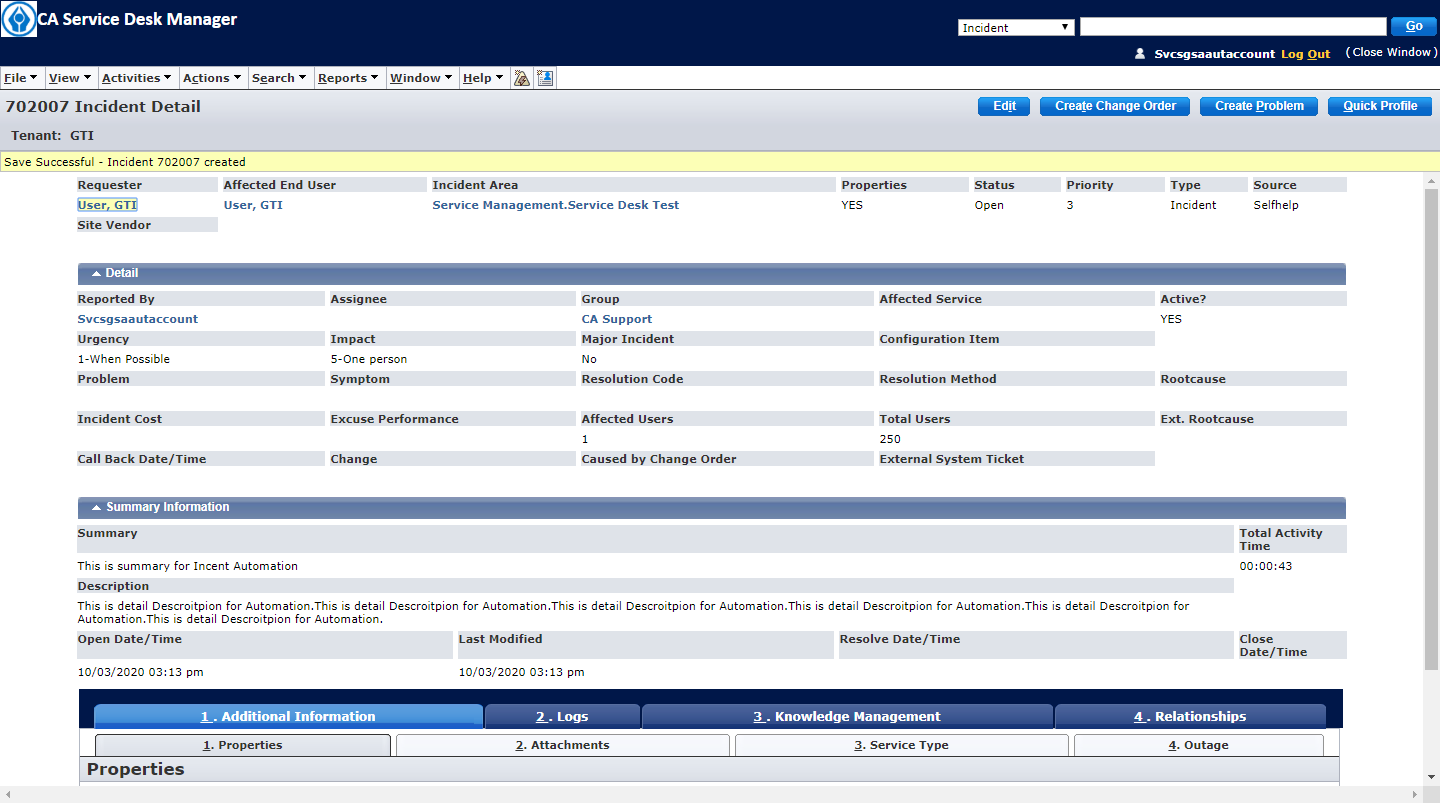 CA Service Desk Manager
Incident
Go
Svcsgsaautaccount Log Out (Close Window)
File View Activities Actions Search Reports Window Help
702007 Incident Detail
Edit Create Change Order Create Problem Quick Profile
Tenant: GTI
Save Successful - Incident 702007 created
Requester Affected End User Incident Area Properties Status Priority Type Source
User, GTI User, GTI Service Management.Service Desk Test YES Open 3 Incident Selfhelp
Site Vendor
Detail
Reported By Assignee Group Affected Service Active?
Svcsgsaautaccount CA Support YES
Urgency Impact Major Incident Configuration Item
1-When Possible 5-One person No
Problem Symptom Resolution Code Resolution Method Rootcause
Incident Cost Excuse Performance Affected Users Total Users Ext. Rootcause
1 250
Call Back Date/Time Change Caused by Change Order External System Ticket
Summary Information
Summary Total Activity
Time
This is summary for Incent Automation 00:00:43
Description
This is detail Descroitpion for Automation.This is detail Descroitpion for Automation.This is detail Descroitpion for Automation.This is detail Descroitpion for Automation.This is detail Descroitpion for
Automation.This is detail Descroitpion for Automation.
Open Date/Time Last Modified Resolve Date/Time Close
Date/Time
10/03/2020 03:13 pm 10/03/2020 03:13 pm
1 . Additional Information 2 . Logs 3 . Knowledge Management 4 . Relationships
1. Properties 2. Attachments 3. Service Type 4. Outage
Properties